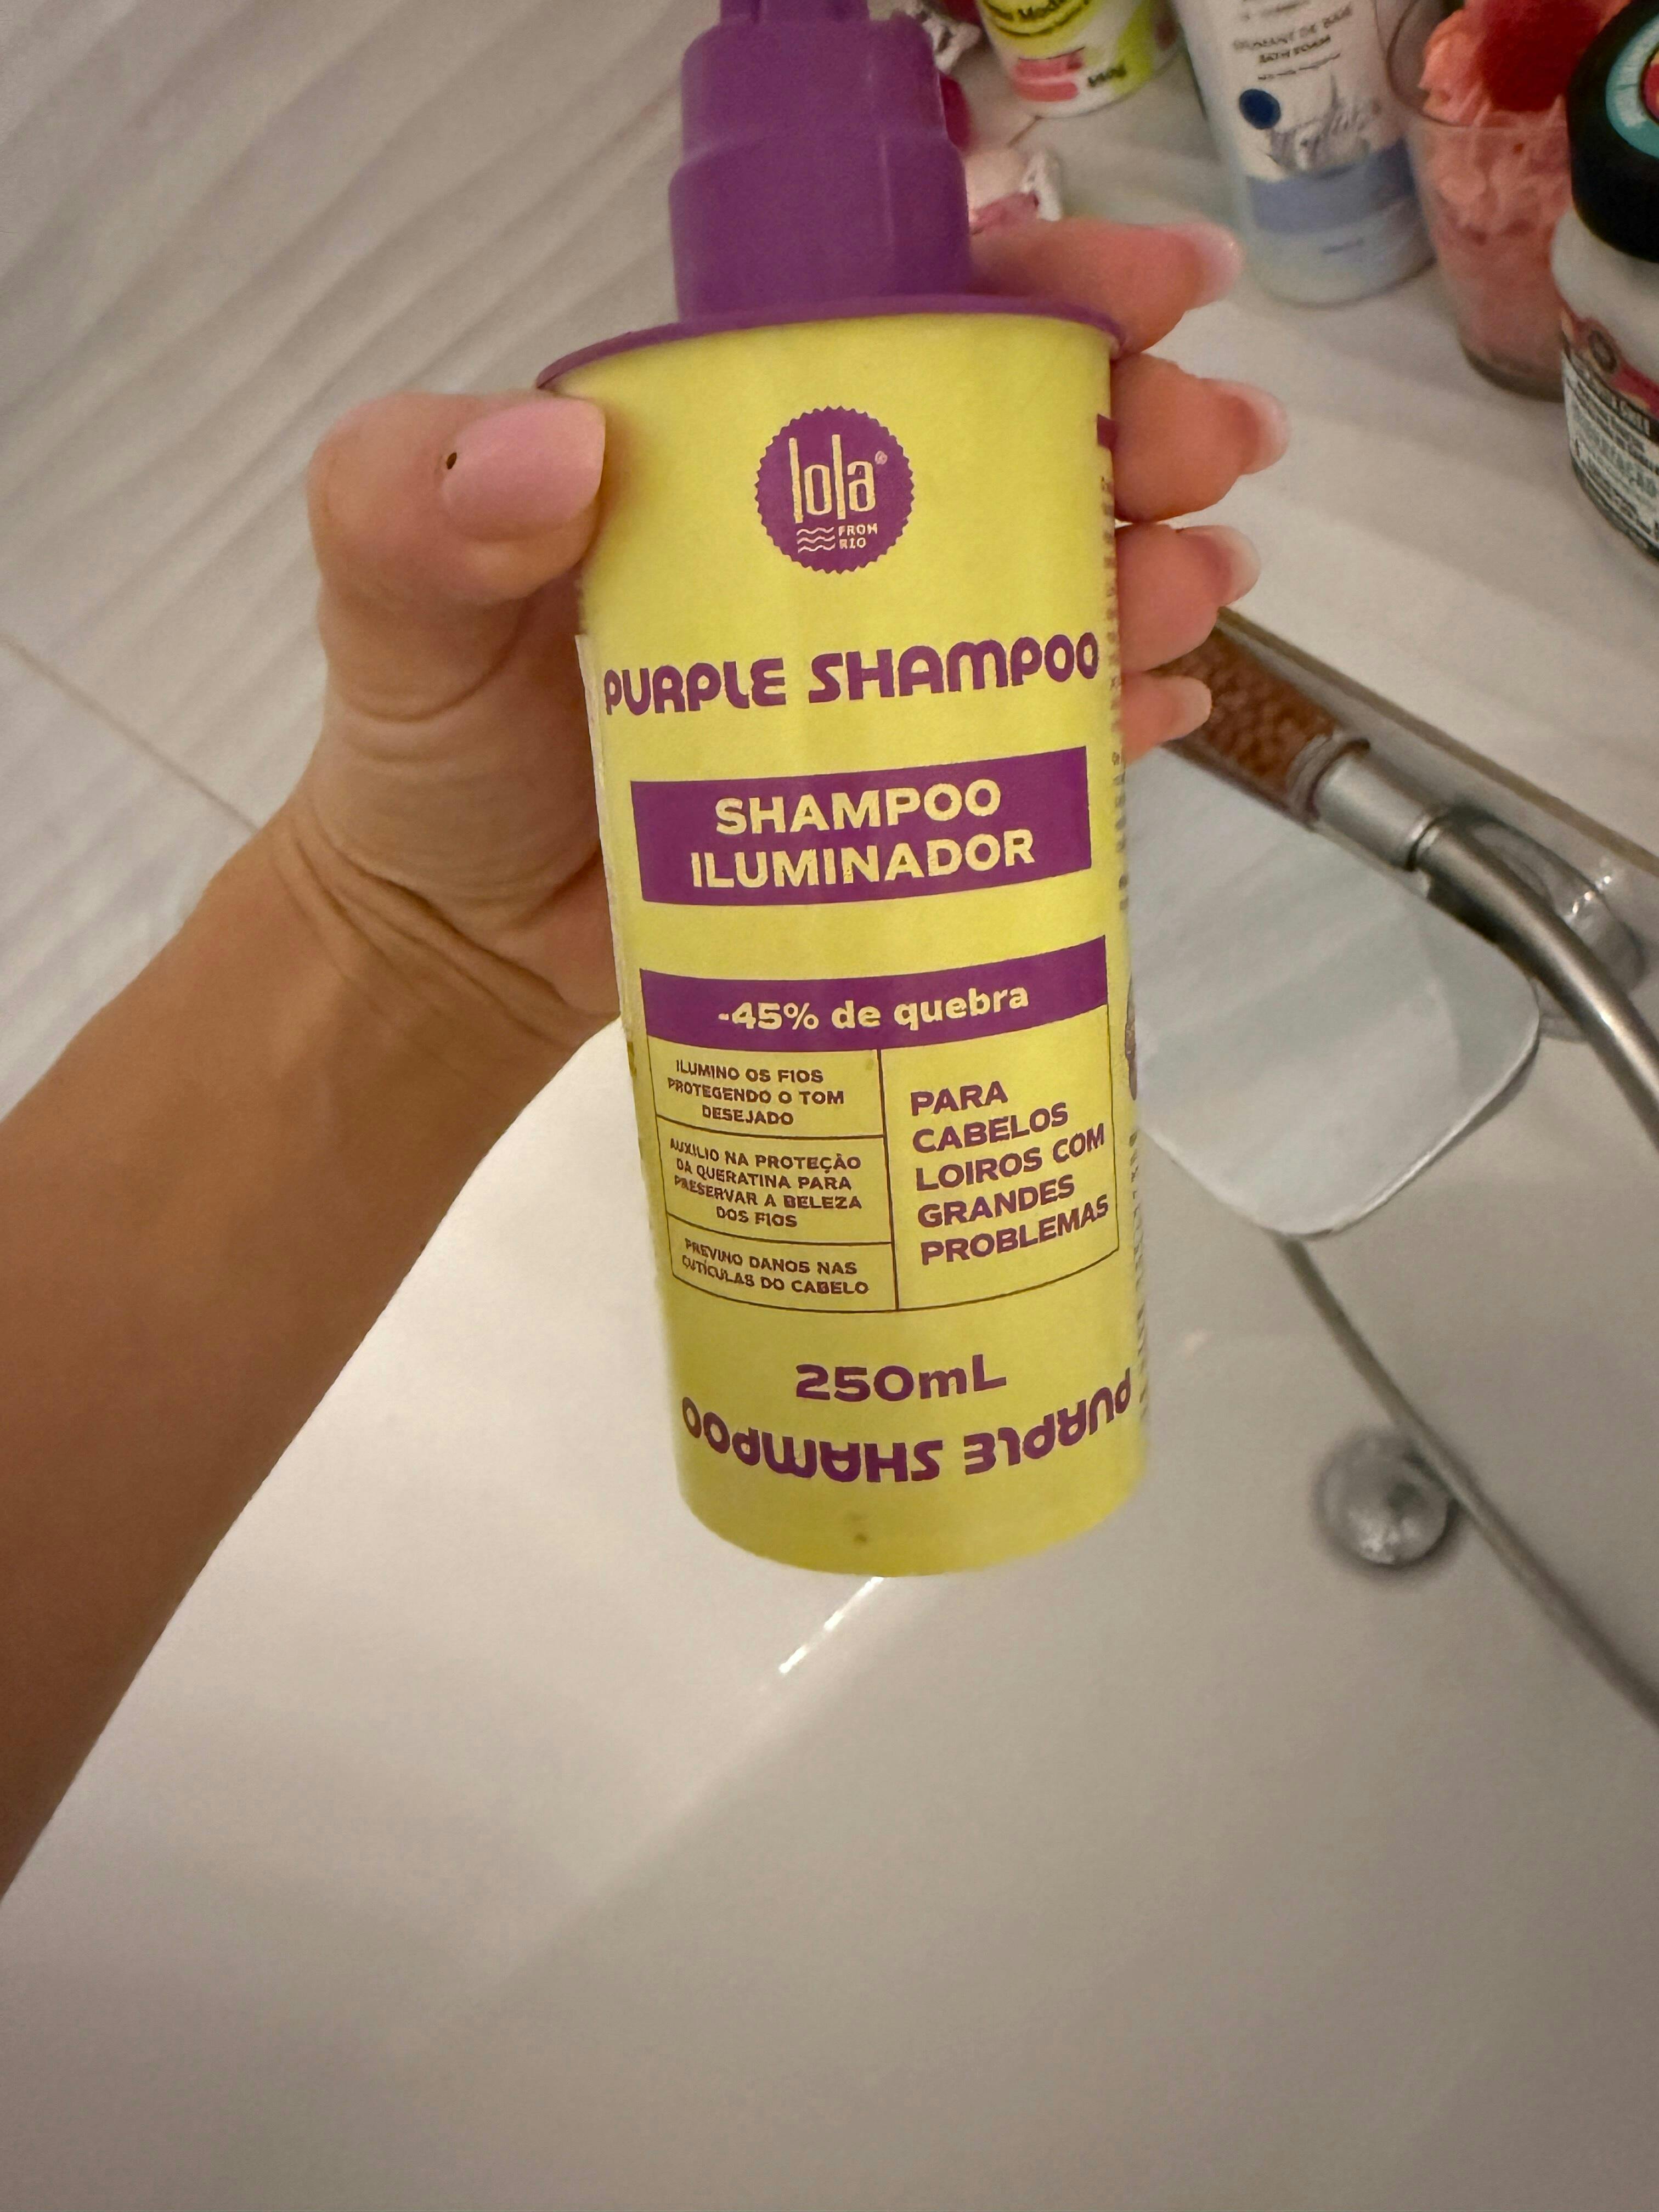 BATH FOAM
lola®
FROM
RIO
PURPLE SHAMPOO
SHAMPOO
ILUMINADOR
-45% de quebra
ILUMINO OS FIOS
PROTEGENDO O TOM
DESEJADO
AUXILIO NA PROTEÇÃO
DA QUERATINA PARA
PRESERVAR A BELEZA
DOS FIOS
PREVINO DANOS NAS
CUTÍCULAS DO CABELO
PARA
CABELOS
LOIROS COM
GRANDES
PROBLEMAS
250mL
PURPLE SHAMPOO